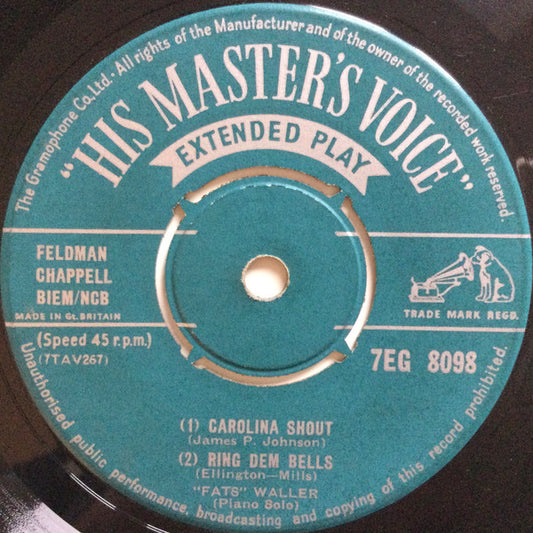 The Gramophone Co. Ltd. · All rights of the Manufacturer and of the owner of the recorded work reserved.
"HIS MASTER'S VOICE"
EXTENDED PLAY
FELDMAN
CHAPPELL
BIEM/NCB
MADE IN Gt. BRITAIN
TRADE MARK REGD.
(Speed 45 r.p.m.)
(7TAV267)
7EG 8098
(1) CAROLINA SHOUT
(James P. Johnson)
(2) RING DEM BELLS
(Ellington—Mills)
"FATS" WALLER
(Piano Solo)
Unauthorised public performance, broadcasting and copying of this record prohibited.